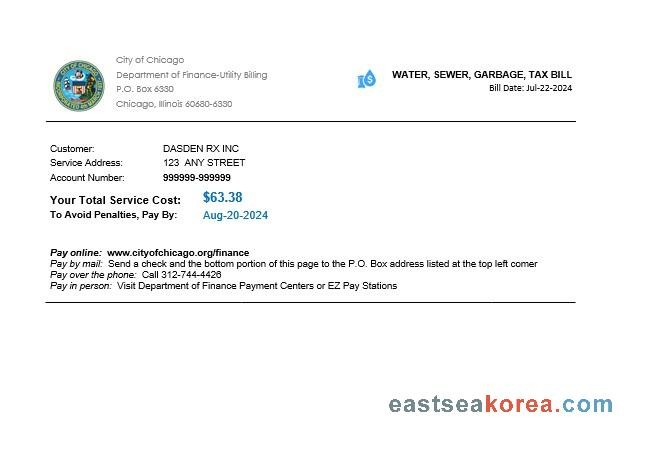 City of Chicago
Department of Finance-Utility Billing
P.O. Box 6330
Chicago, Illinois 60680-6330
WATER, SEWER, GARBAGE, TAX BILL
Bill Date: Jul-22-2024
Customer: DASDEN RX INC
Service Address: 123 ANY STREET
Account Number: 999999-999999
Your Total Service Cost: $63.38
To Avoid Penalties, Pay By: Aug-20-2024
Pay online: www.cityofchicago.org/finance
Pay by mail: Send a check and the bottom portion of this page to the P.O. Box address listed at the top left corner
Pay over the phone: Call 312-744-4426
Pay in person: Visit Department of Finance Payment Centers or EZ Pay Stations
eastseakorea.com